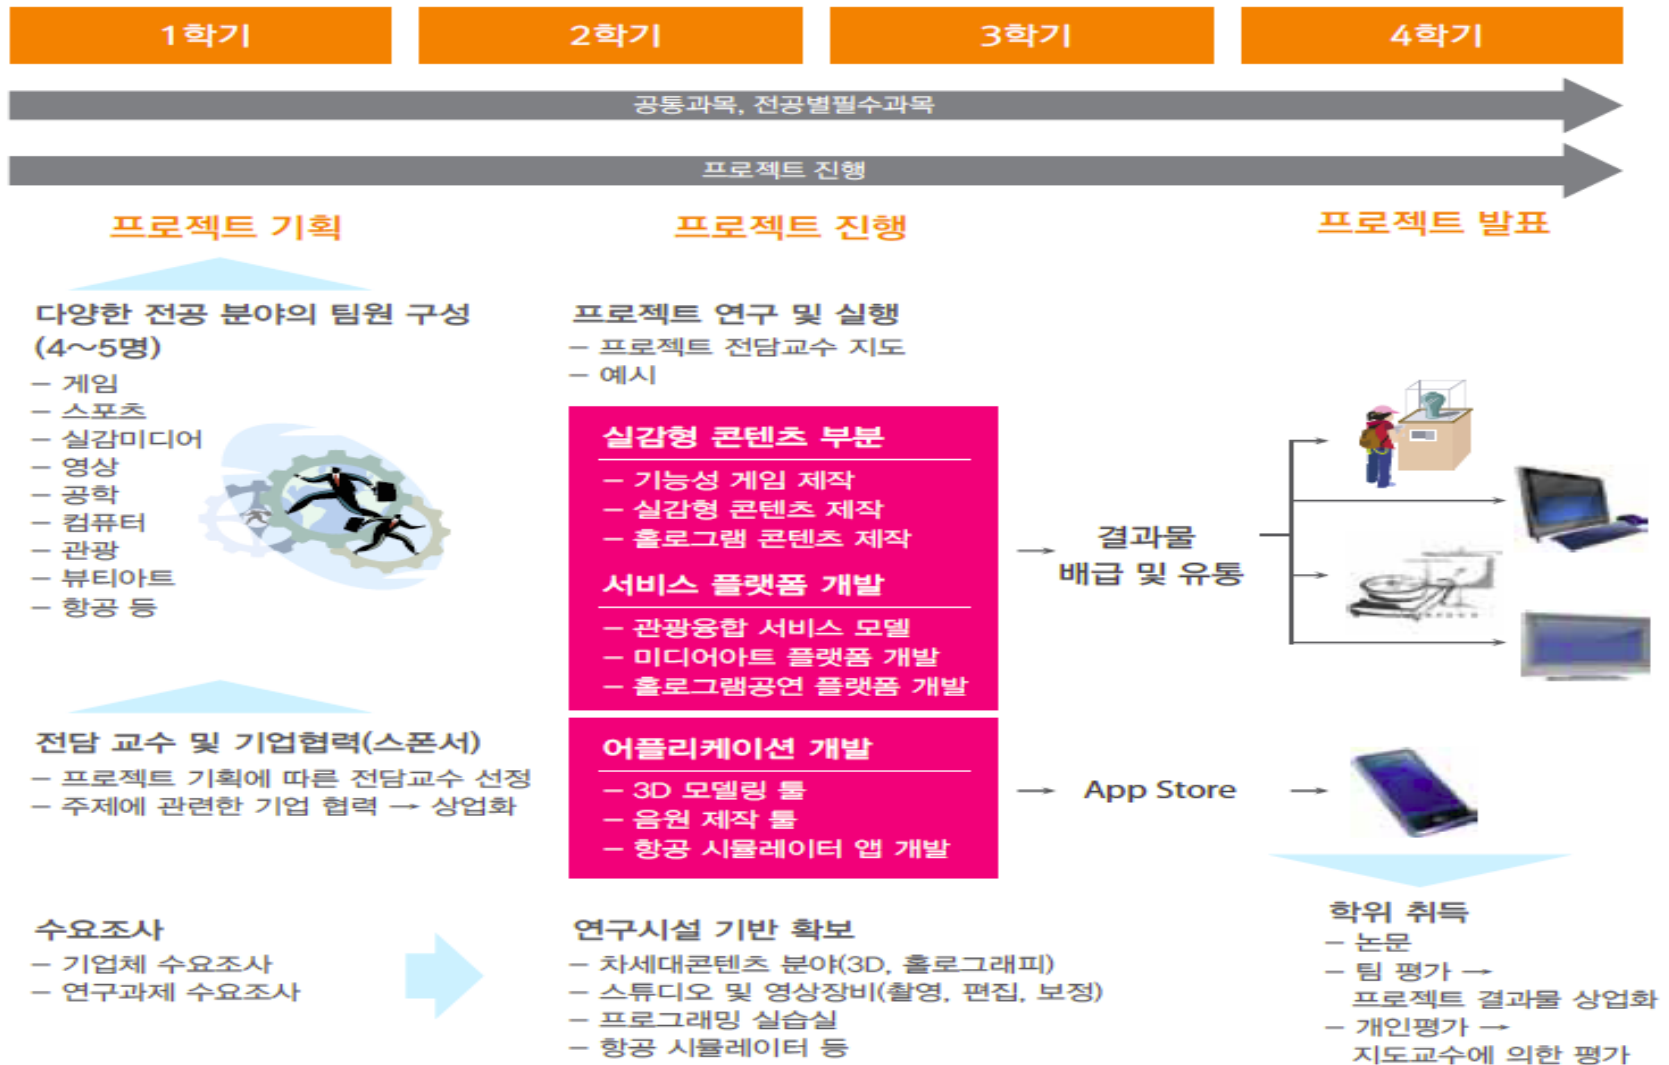 1학기
2학기
3학기
4학기
공통과목, 전공별필수과목
프로젝트 진행
프로젝트 기획
다양한 전공 분야의 팀원 구성
(4～5명)
– 게임
– 스포츠
– 실감미디어
– 영상
– 공학
– 컴퓨터
– 관광
– 뷰티아트
– 항공 등
전담 교수 및 기업협력(스폰서)
– 프로젝트 기획에 따른 전담교수 선정
– 주제에 관련한 기업 협력 → 상업화
수요조사
– 기업체 수요조사
– 연구과제 수요조사
프로젝트 진행
프로젝트 연구 및 실행
– 프로젝트 전담교수 지도
– 예시
실감형 콘텐츠 부분
– 기능성 게임 제작
– 실감형 콘텐츠 제작
– 홀로그램 콘텐츠 제작
서비스 플랫폼 개발
– 관광융합 서비스 모델
– 미디어아트 플랫폼 개발
– 홀로그램공연 플랫폼 개발
어플리케이션 개발
– 3D 모델링 툴
– 음원 제작 툴
– 항공 시뮬레이터 앱 개발
연구시설 기반 확보
– 차세대콘텐츠 분야(3D, 홀로그래피)
– 스튜디오 및 영상장비(촬영, 편집, 보정)
– 프로그래밍 실습실
– 항공 시뮬레이터 등
→ 결과물
배급 및 유통
→ App Store →
프로젝트 발표
학위 취득
– 논문
– 팀 평가 →
프로젝트 결과물 상업화
– 개인평가 →
지도교수에 의한 평가